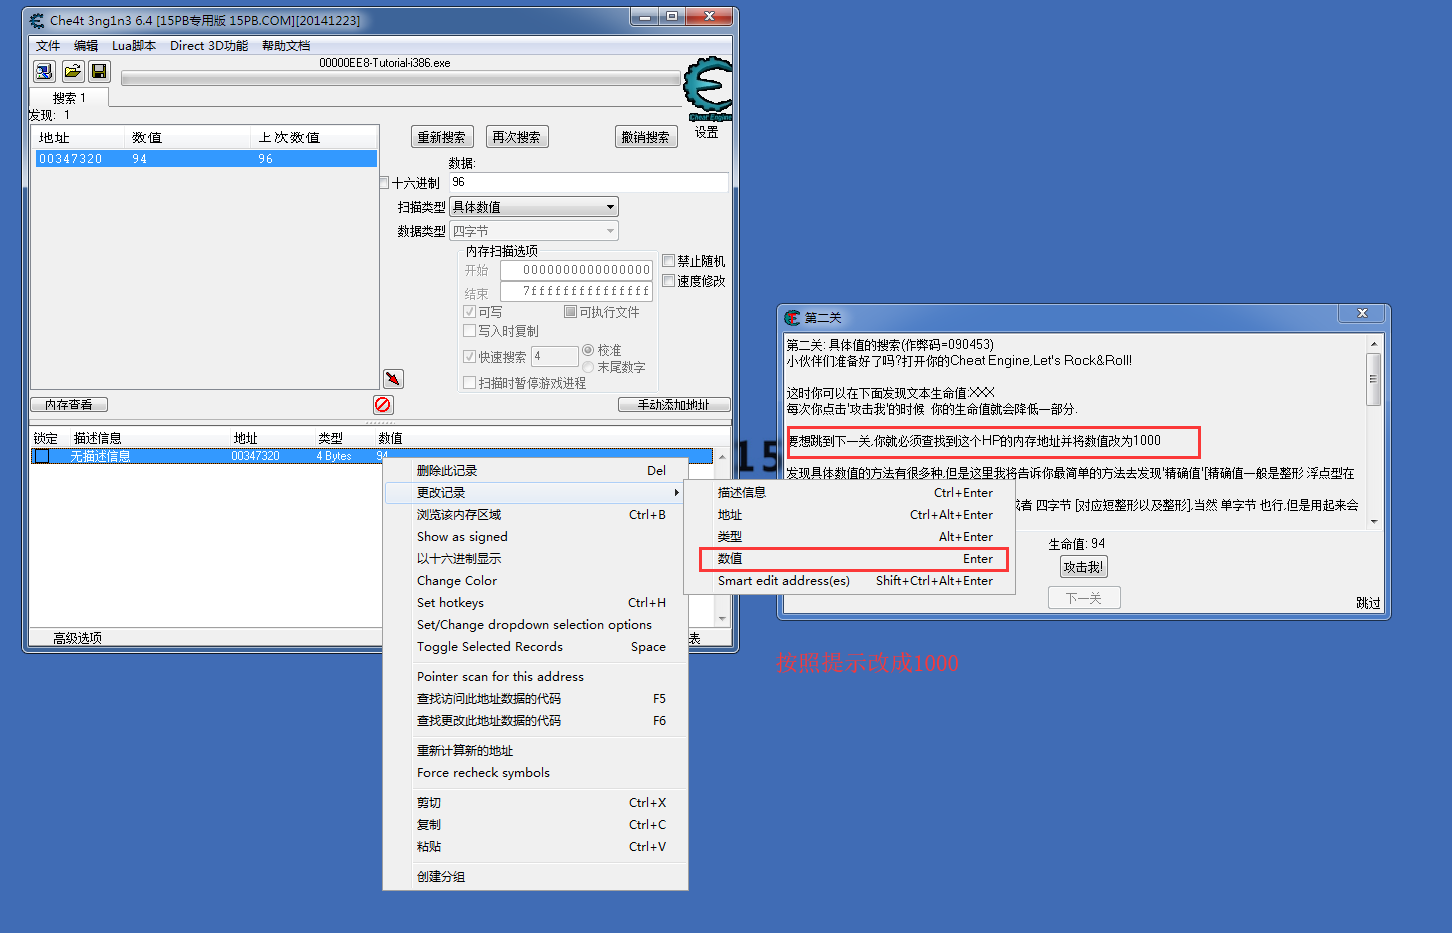 Che4t 3ng1n3 6.4 [15PB专用版 15PB.COM][20141223]
文件 编辑 Lua脚本 Direct 3D功能 帮助文档
00000EE8-Tutorial-i386.exe
Cheat Engine
设置
搜索 1
发现: 1
地址 数值 上次数值
00347320 94 96
重新搜索 再次搜索 撤销搜索
数据:
十六进制 96
扫描类型 具体数值
数据类型 四字节
内存扫描选项
开始 0000000000000000
结束 7fffffffffffffff
可写 可执行文件
写入时复制
快速搜索 4 校准
末尾数字
扫描时暂停游戏进程
禁止随机
速度修改
内存查看 手动添加地址
锁定 描述信息 地址 类型 数值
无描述信息 00347320 4 Bytes 94
高级选项
表
删除此记录 Del
更改记录
浏览该内存区域 Ctrl+B
Show as signed
以十六进制显示
Change Color
Set hotkeys Ctrl+H
Set/Change dropdown selection options
Toggle Selected Records Space
Pointer scan for this address
查找访问此地址数据的代码 F5
查找更改此地址数据的代码 F6
重新计算新的地址
Force recheck symbols
剪切 Ctrl+X
复制 Ctrl+C
粘贴 Ctrl+V
创建分组
描述信息 Ctrl+Enter
地址 Ctrl+Alt+Enter
类型 Alt+Enter
数值 Enter
Smart edit address(es) Shift+Ctrl+Alt+Enter
15
第二关
第二关: 具体值的搜索(作弊码=090453)
小伙伴们准备好了吗?打开你的Cheat Engine,Let's Rock&Roll!
这时你可以在下面发现文本生命值:XXX
每次你点击'攻击我'的时候 你的生命值就会降低一部分.
要想跳到下一关,你就必须查找到这个HP的内存地址并将数值改为1000
发现具体数值的方法有很多种,但是这里我将告诉你最简单的方法去发现'精确值'[精确值一般是整形 浮点型在
或者 四字节 [对应短整形以及整形],当然 单字节 也行,但是用起来会
生命值: 94
攻击我!
下一关
跳过
按照提示改成1000